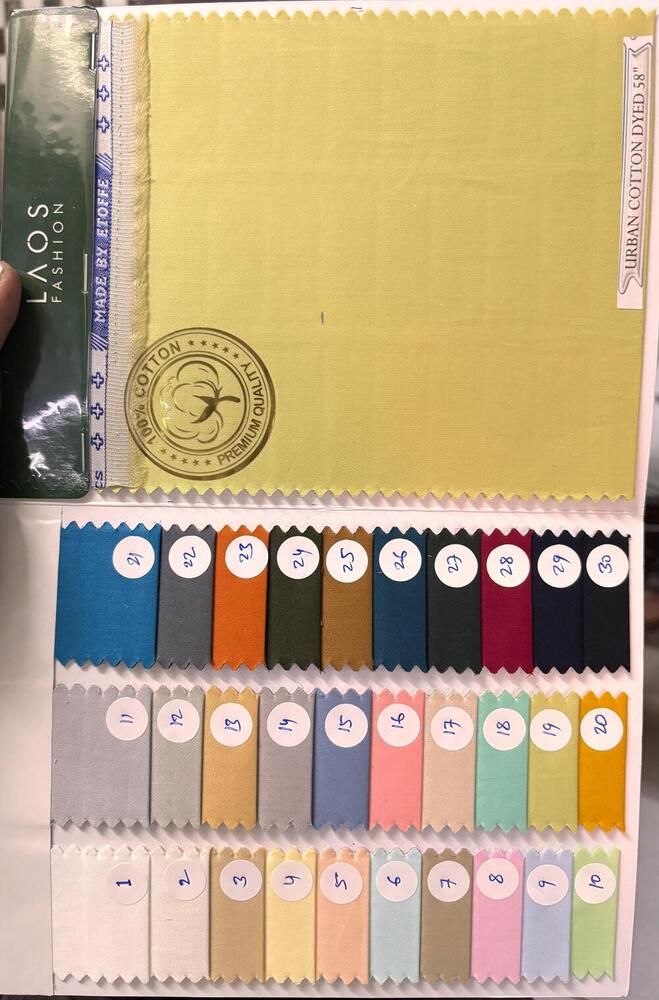 LAOS
FASHION
MADE BY ETOFFE
CS
URBAN COTTON DYED 58"
100% COTTON
PREMIUM QUALITY
21 22 23 24 25 26 27 28 29 30
11 12 13 14 15 16 17 18 19 20
1 2 3 4 5 6 7 8 9 10